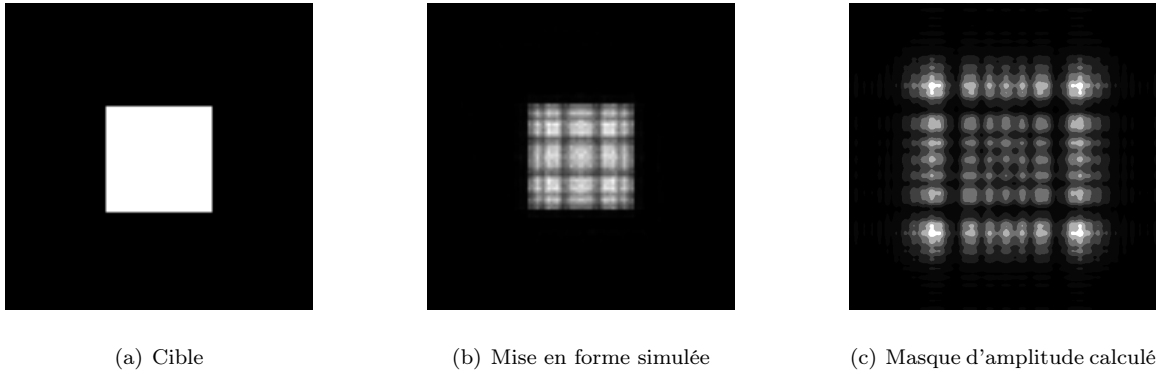 (a) Cible
(b) Mise en forme simulée
(c) Masque d'amplitude calculé